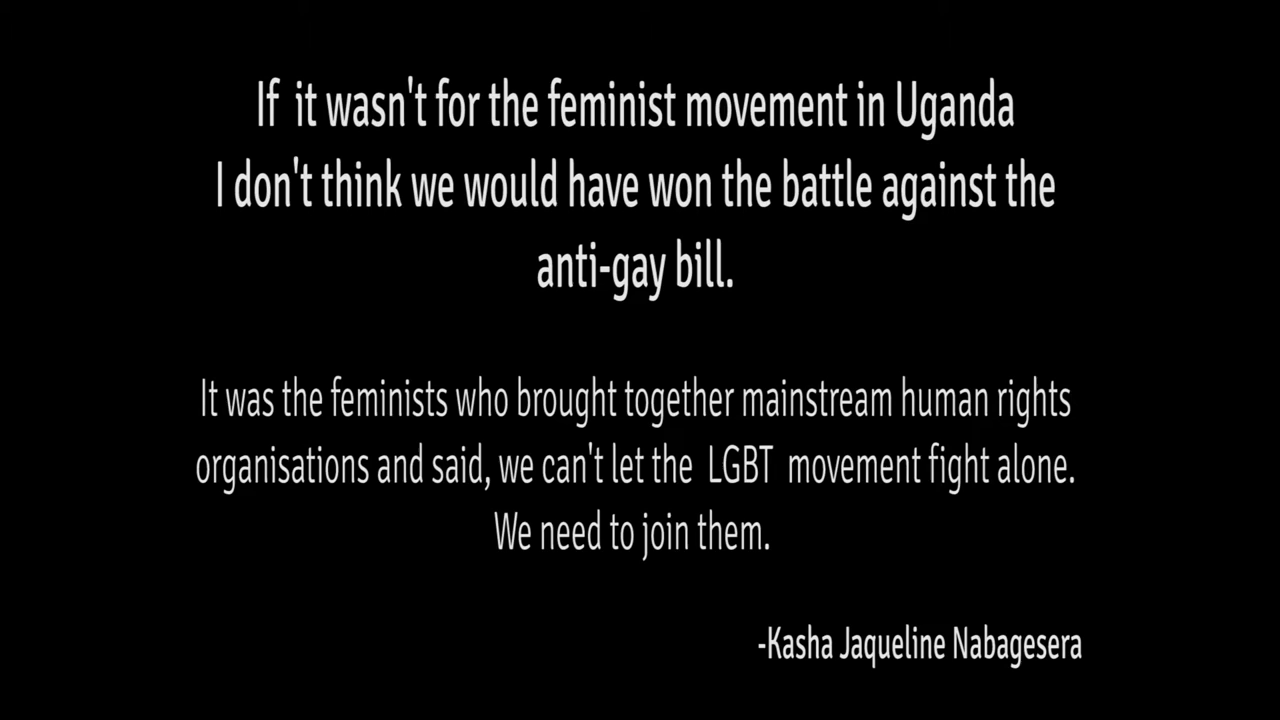 If it wasn't for the feminist movement in Uganda
I don't think we would have won the battle against the
anti-gay bill.
It was the feminists who brought together mainstream human rights
organisations and said, we can't let the LGBT movement fight alone.
We need to join them.
-Kasha Jaqueline Nabagesera